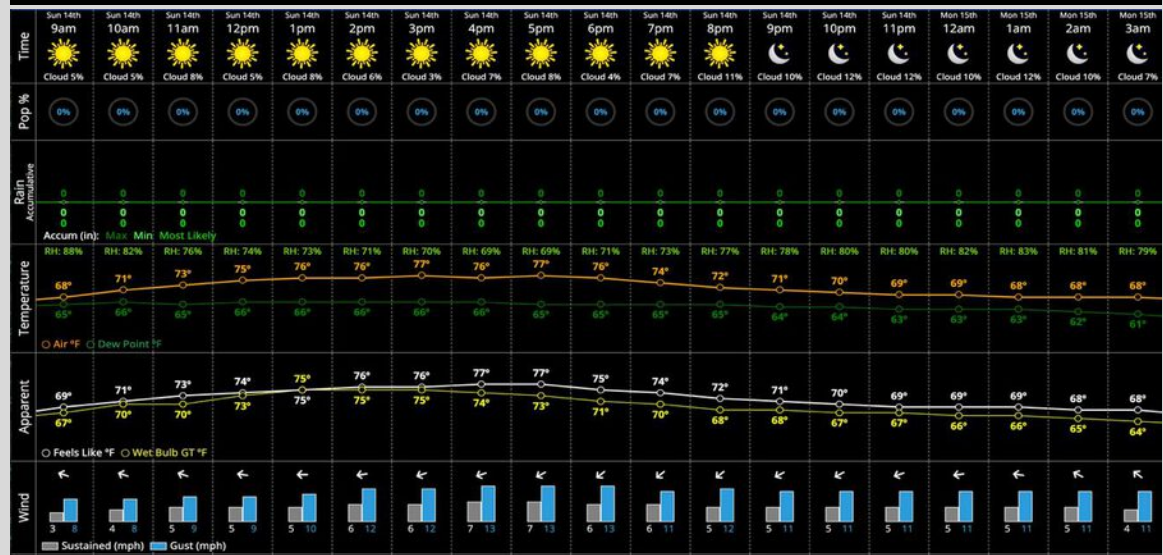 Sun 14th Sun 14th Sun 14th Sun 14th Sun 14th Sun 14th Sun 14th Sun 14th Sun 14th Sun 14th Sun 14th Sun 14th Sun 14th Sun 14th Sun 14th Mon 15th Mon 15th Mon 15th Mon 15th
Time 9am 10am 11am 12pm 1pm 2pm 3pm 4pm 5pm 6pm 7pm 8pm 9pm 10pm 11pm 12am 1am 2am 3am
Cloud 5% Cloud 5% Cloud 8% Cloud 5% Cloud 8% Cloud 6% Cloud 3% Cloud 7% Cloud 8% Cloud 4% Cloud 7% Cloud 11% Cloud 10% Cloud 12% Cloud 12% Cloud 10% Cloud 12% Cloud 10% Cloud 7%
Pop % 0% 0% 0% 0% 0% 0% 0% 0% 0% 0% 0% 0% 0% 0% 0% 0% 0% 0% 0%
Rain Accumulative
0 0 0 0 0 0 0 0 0 0 0 0 0 0 0 0 0 0 0
0 0 0 0 0 0 0 0 0 0 0 0 0 0 0 0 0 0 0
0 0 0 0 0 0 0 0 0 0 0 0 0 0 0 0 0 0 0
Accum (in): Max Min Most Likely
RH: 88% RH: 82% RH: 76% RH: 74% RH: 73% RH: 71% RH: 70% RH: 69% RH: 69% RH: 71% RH: 73% RH: 77% RH: 78% RH: 80% RH: 80% RH: 82% RH: 83% RH: 81% RH: 79%
Temperature
68° 71° 73° 75° 76° 76° 77° 76° 77° 76° 74° 72° 71° 70° 69° 69° 68° 68° 68°
65° 66° 65° 66° 66° 66° 66° 66° 65° 65° 65° 65° 64° 64° 63° 63° 63° 62° 61°
Air °F Dew Point °F
Apparent
69° 71° 73° 74° 75° 76° 76° 77° 77° 75° 74° 72° 71° 70° 69° 69° 69° 68° 68°
67° 70° 70° 73° 75° 75° 75° 74° 73° 71° 70° 68° 68° 67° 67° 66° 66° 65° 64°
Feels Like °F Wet Bulb GT °F
Wind
3 8 4 8 5 9 5 9 5 10 6 12 6 12 7 13 7 13 6 13 6 11 5 12 5 11 5 11 5 11 5 11 5 11 5 11 4 11
Sustained (mph) Gust (mph)